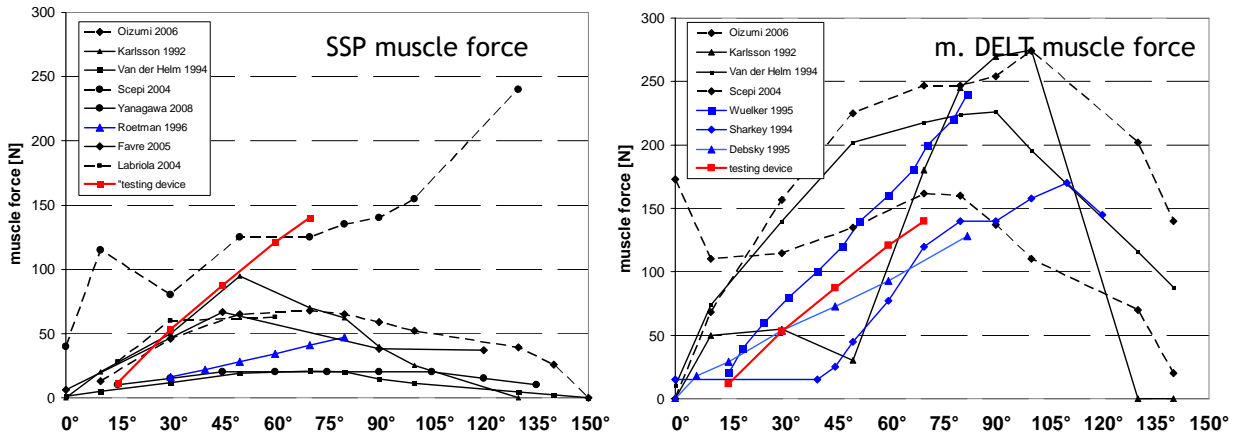 SSP muscle force
muscle force [N]
300
250
200
150
100
50
0
Oizumi 2006
Karlsson 1992
Van der Helm 1994
Scepi 2004
Yanagawa 2008
Roetman 1996
Favre 2005
Labriola 2004
"testing device
0° 15° 30° 45° 60° 75° 90° 105° 120° 135° 150°
m. DELT muscle force
muscle force [N]
300
250
200
150
100
50
0
Oizumi 2006
Karlsson 1992
Van der Helm 1994
Scepi 2004
Wuelker 1995
Sharkey 1994
Debsky 1995
testing device
0° 15° 30° 45° 60° 75° 90° 105° 120° 135° 150°